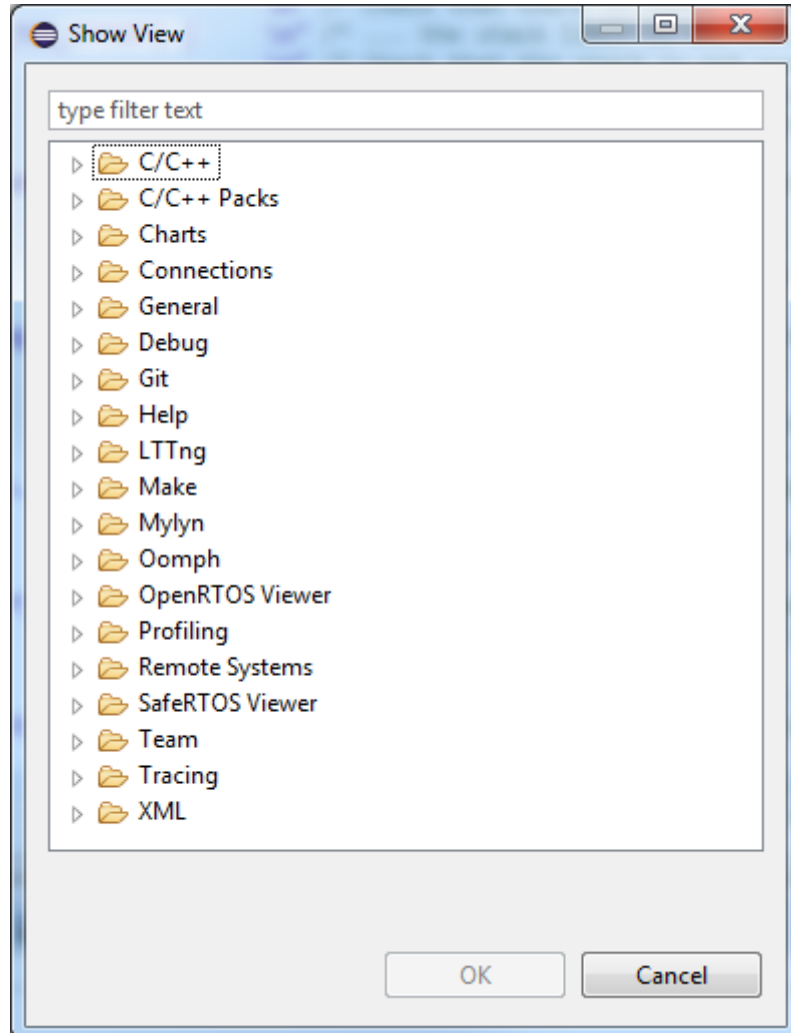 Show View
type filter text
C/C++
C/C++ Packs
Charts
Connections
General
Debug
Git
Help
LTTng
Make
Mylyn
Oomph
OpenRTOS Viewer
Profiling
Remote Systems
SafeRTOS Viewer
Team
Tracing
XML
OK Cancel